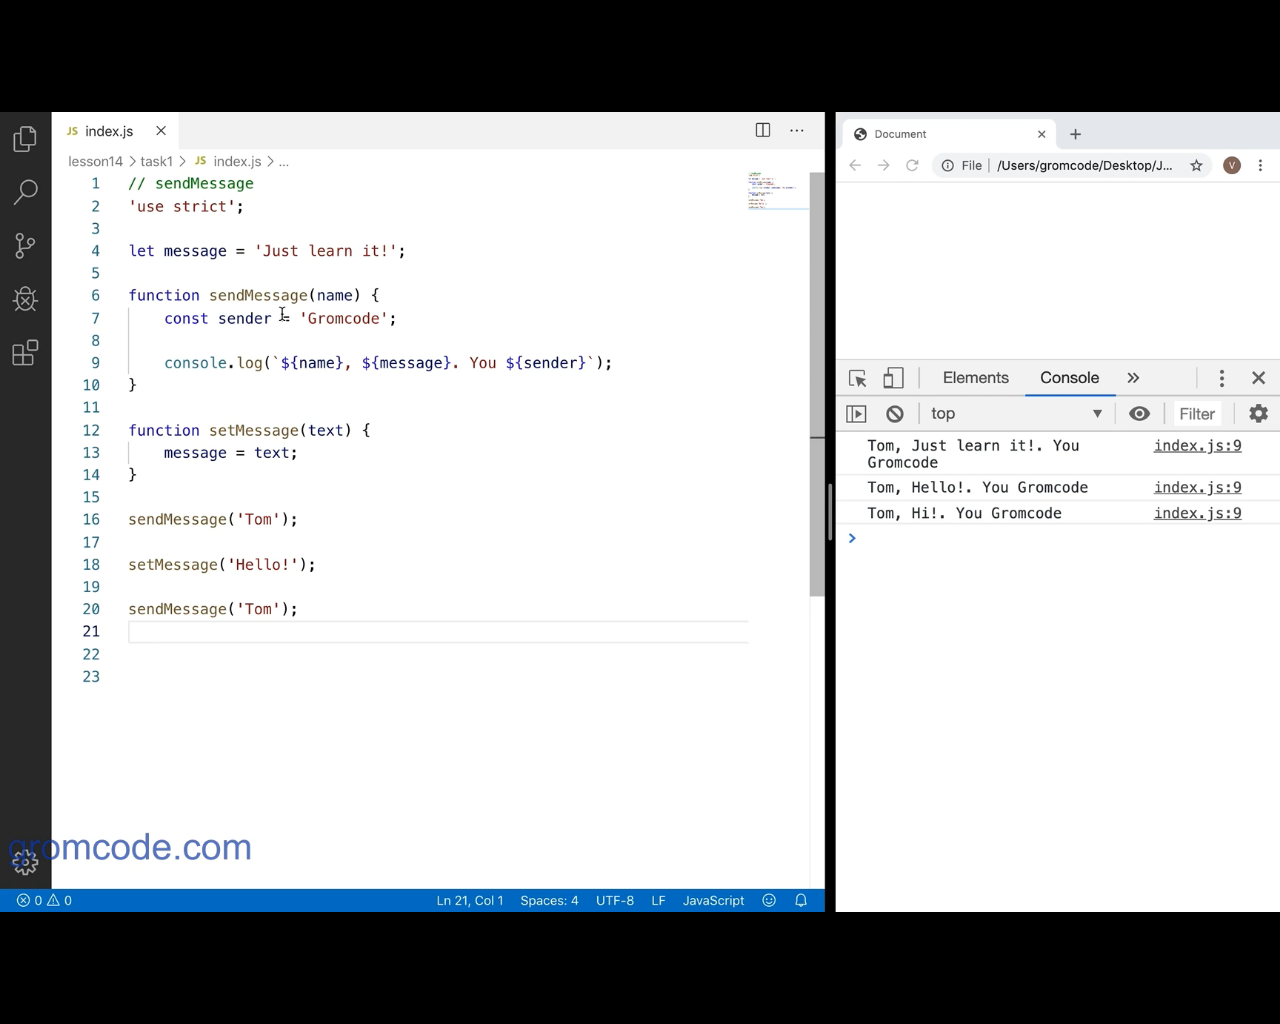 JS index.js
lesson14 > task1 > JS index.js > ...
1 // sendMessage
2 'use strict';
3
4 let message = 'Just learn it!';
5
6 function sendMessage(name) {
7 const sender = 'Gromcode';
8
9 console.log(`${name}, ${message}. You ${sender}`);
10 }
11
12 function setMessage(text) {
13 message = text;
14 }
15
16 sendMessage('Tom');
17
18 setMessage('Hello!');
19
20 sendMessage('Tom');
21
22
23
gromcode.com
0 0 Ln 21, Col 1 Spaces: 4 UTF-8 LF JavaScript
Document
File | /Users/gromcode/Desktop/J... V
Elements Console
top Filter
Tom, Just learn it!. You index.js:9
Gromcode
Tom, Hello!. You Gromcode index.js:9
Tom, Hi!. You Gromcode index.js:9